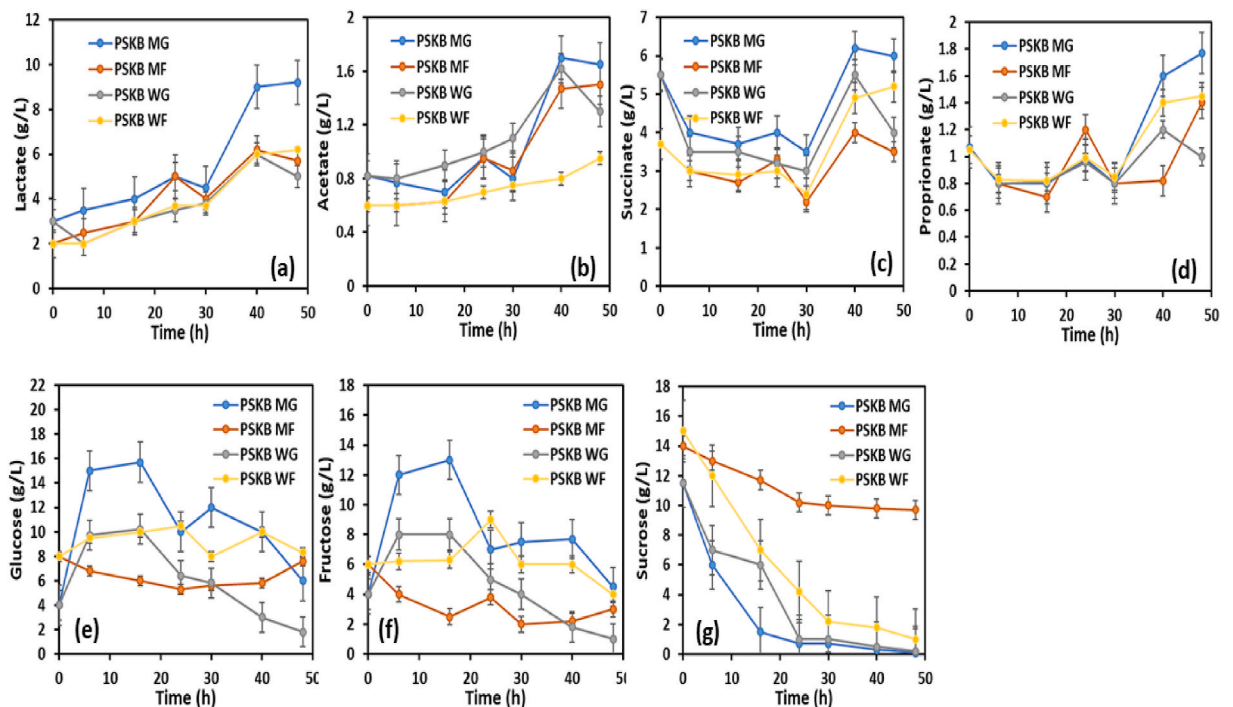 Lactate (g/L)
12
10
8
6
4
2
0
PSKB MG
PSKB MF
PSKB WG
PSKB WF
(a)
0 10 20 30 40 50
Time (h)
Acetate (g/L)
2
1.6
1.2
0.8
0.4
0
PSKB MG
PSKB MF
PSKB WG
PSKB WF
(b)
0 10 20 30 40 50
Time (h)
Succinate (g/L)
7
6
5
4
3
2
1
0
PSKB MG
PSKB MF
PSKB WG
PSKB WF
(c)
0 10 20 30 40 50
Time (h)
Proprionate (g/L)
2
1.8
1.6
1.4
1.2
1
0.8
0.6
0.4
0.2
0
PSKB MG
PSKB MF
PSKB WG
PSKB WF
(d)
0 10 20 30 40 50
Time (h)
Glucose (g/L)
22
20
18
16
14
12
10
8
6
4
2
0
PSKB MG
PSKB MF
PSKB WG
PSKB WF
(e)
0 10 20 30 40 50
Time (h)
Fructose (g/L)
18
16
14
12
10
8
6
4
2
0
PSKB MG
PSKB MF
PSKB WG
PSKB WF
(f)
0 10 20 30 40 50
Time (h)
Sucrose (g/L)
18
16
14
12
10
8
6
4
2
0
PSKB MG
PSKB MF
PSKB WG
PSKB WF
(g)
0 10 20 30 40 50
Time (h)